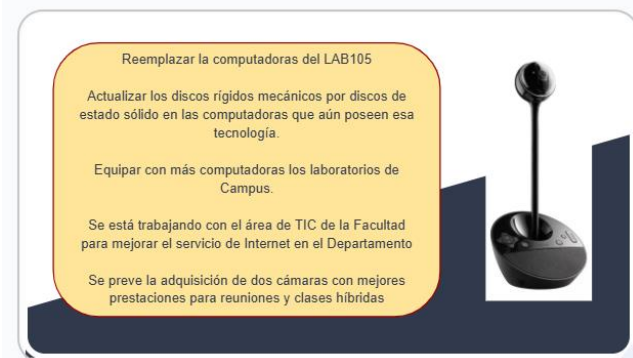 Reemplazar la computadoras del LAB105
Actualizar los discos rígidos mecánicos por discos de
estado sólido en las computadoras que aún poseen esa
tecnología.
Equipar con más computadoras los laboratorios de
Campus.
Se está trabajando con el área de TIC de la Facultad
para mejorar el servicio de Internet en el Departamento
Se preve la adquisición de dos cámaras con mejores
prestaciones para reuniones y clases híbridas